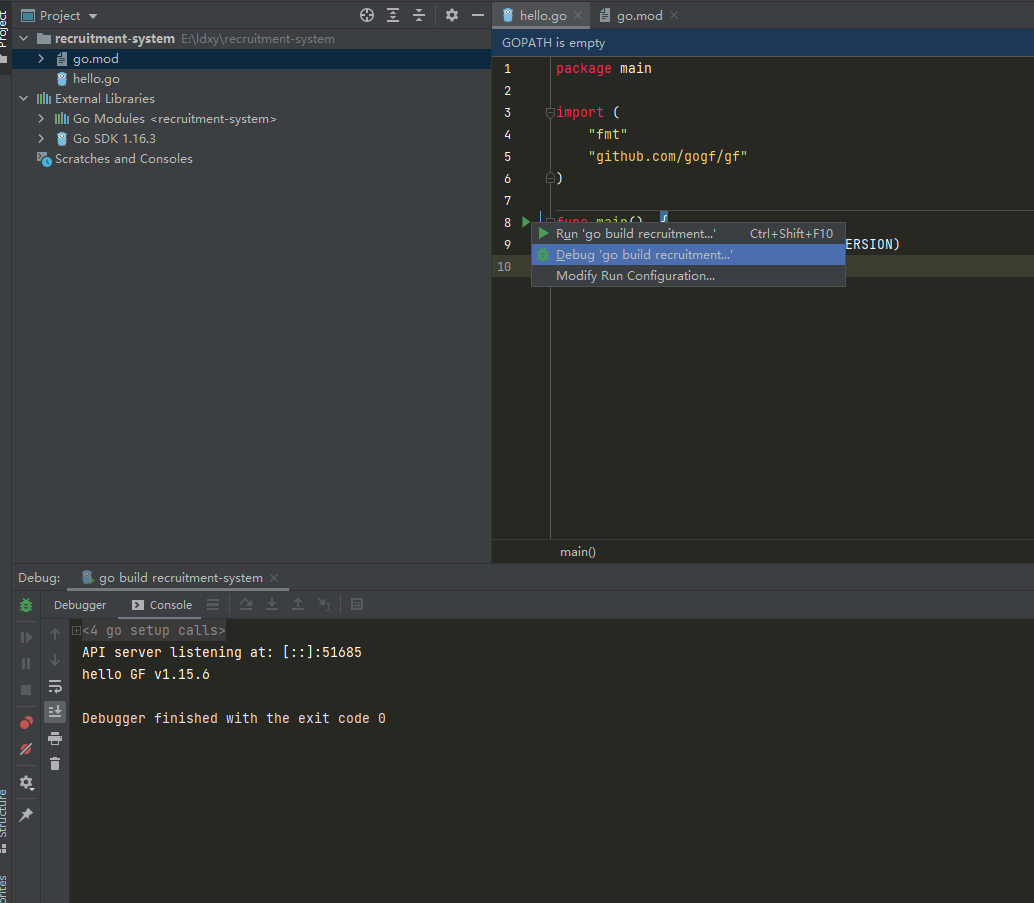 Project
Project
hello.go
go.mod
recruitment-system E:\ldxy\recruitment-system
go.mod
hello.go
External Libraries
Go Modules <recruitment-system>
Go SDK 1.16.3
Scratches and Consoles
GOPATH is empty
1 package main
2
3 import (
4 "fmt"
5 "github.com/gogf/gf"
6 )
7
8 func main() {
9 ERSION)
10
Run 'go build recruitment...' Ctrl+Shift+F10
Debug 'go build recruitment...'
Modify Run Configuration...
main()
Debug: go build recruitment-system
Debugger Console
<4 go setup calls>
API server listening at: [::]:51685
hello GF v1.15.6
Debugger finished with the exit code 0
Structure